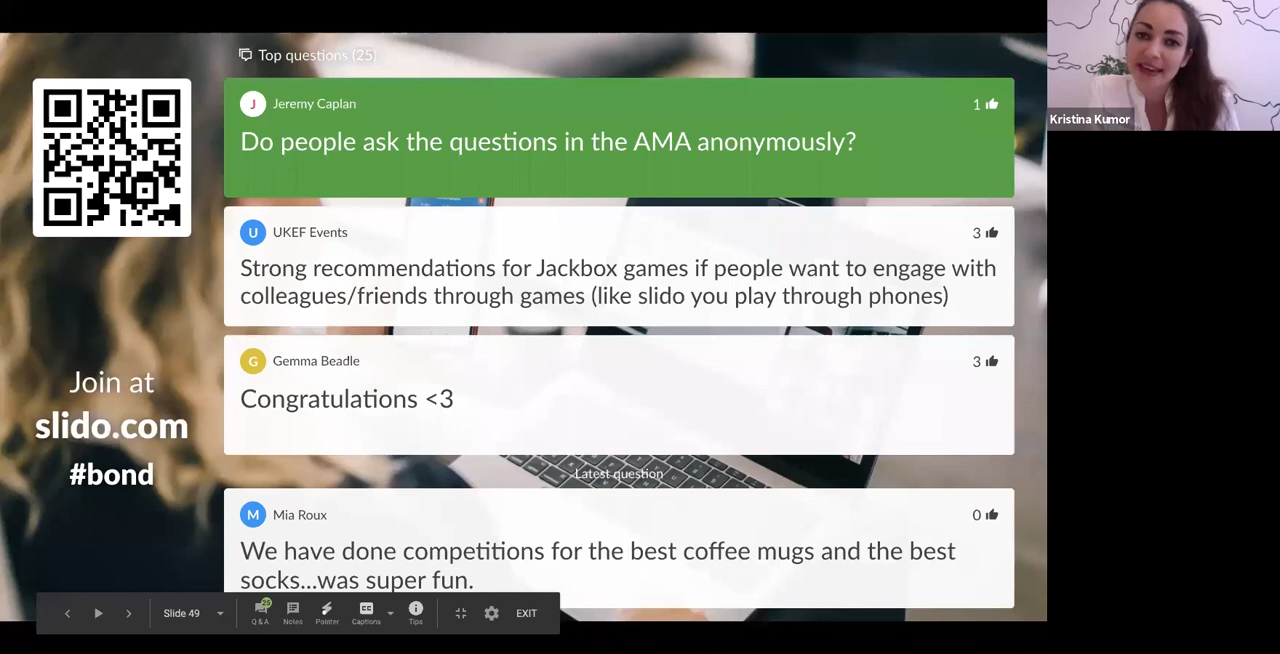 Top questions (25)
J Jeremy Caplan 1
Do people ask the questions in the AMA anonymously?
U UKEF Events 3
Strong recommendations for Jackbox games if people want to engage with
colleagues/friends through games (like slido you play through phones)
G Gemma Beadle 3
Congratulations <3
Latest question
M Mia Roux 0
We have done competitions for the best coffee mugs and the best
socks...was super fun.
Join at
slido.com
#bond
Kristina Kumor
Slide 49
Q & A
Notes
Pointer
CC
Captions
Tips
EXIT